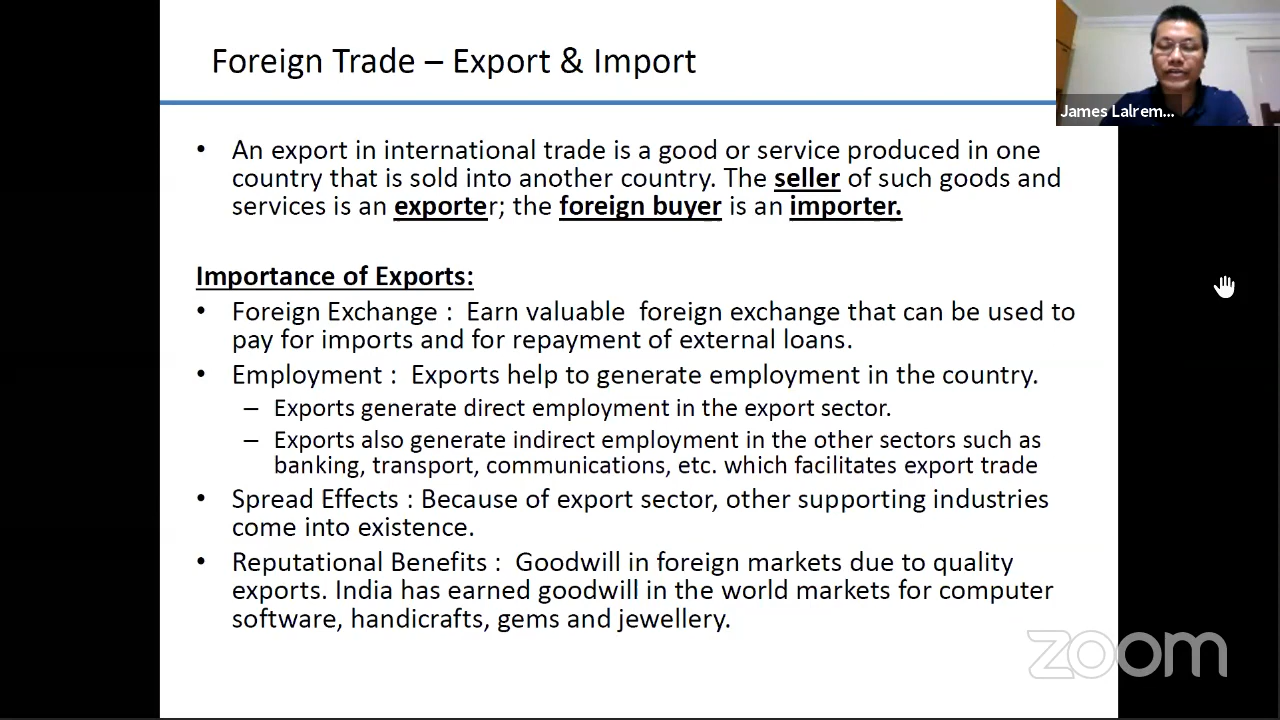 Foreign Trade – Export & Import
James Lalrem...
• An export in international trade is a good or service produced in one
country that is sold into another country. The seller of such goods and
services is an exporter; the foreign buyer is an importer.
Importance of Exports:
• Foreign Exchange : Earn valuable foreign exchange that can be used to
pay for imports and for repayment of external loans.
• Employment : Exports help to generate employment in the country.
– Exports generate direct employment in the export sector.
– Exports also generate indirect employment in the other sectors such as
banking, transport, communications, etc. which facilitates export trade
• Spread Effects : Because of export sector, other supporting industries
come into existence.
• Reputational Benefits : Goodwill in foreign markets due to quality
exports. India has earned goodwill in the world markets for computer
software, handicrafts, gems and jewellery.
zoom